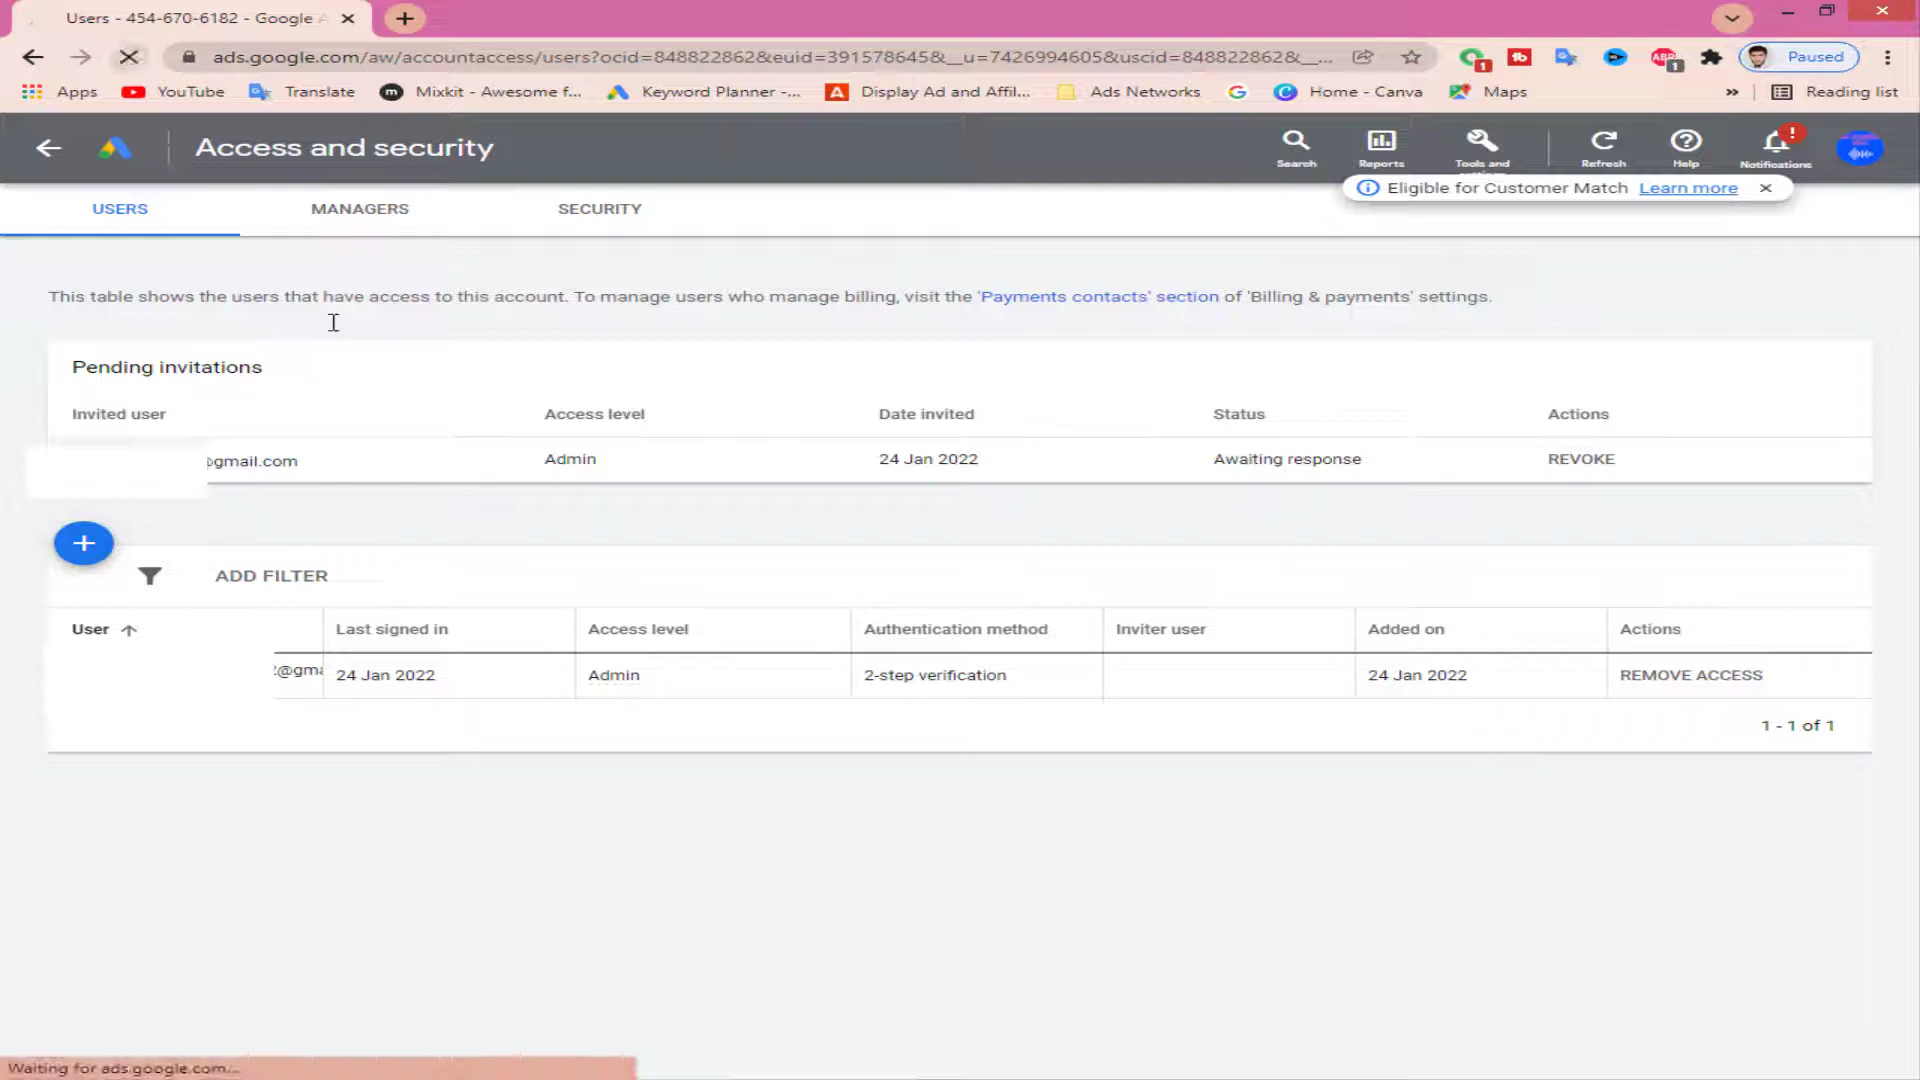 Users - 454-670-6182 - Google A
ads.google.com/aw/accountaccess/users?ocid=848822862&euid=391578645&__u=7426994605&uscid=848822862&__...
1
1
Paused
Apps
YouTube
Translate
Mixkit - Awesome f...
Keyword Planner -...
Display Ad and Affil...
Ads Networks
Home - Canva
Maps
»
Reading list
Access and security
Search
Reports
Tools and
Refresh
Help
Notifications
Eligible for Customer Match Learn more
USERS
MANAGERS
SECURITY
This table shows the users that have access to this account. To manage users who manage billing, visit the 'Payments contacts' section of 'Billing & payments' settings.
Pending invitations
Invited user
Access level
Date invited
Status
Actions
@gmail.com
Admin
24 Jan 2022
Awaiting response
REVOKE
ADD FILTER
User
Last signed in
Access level
Authentication method
Inviter user
Added on
Actions
@gma
24 Jan 2022
Admin
2-step verification
24 Jan 2022
REMOVE ACCESS
1 - 1 of 1
Waiting for ads.google.com...